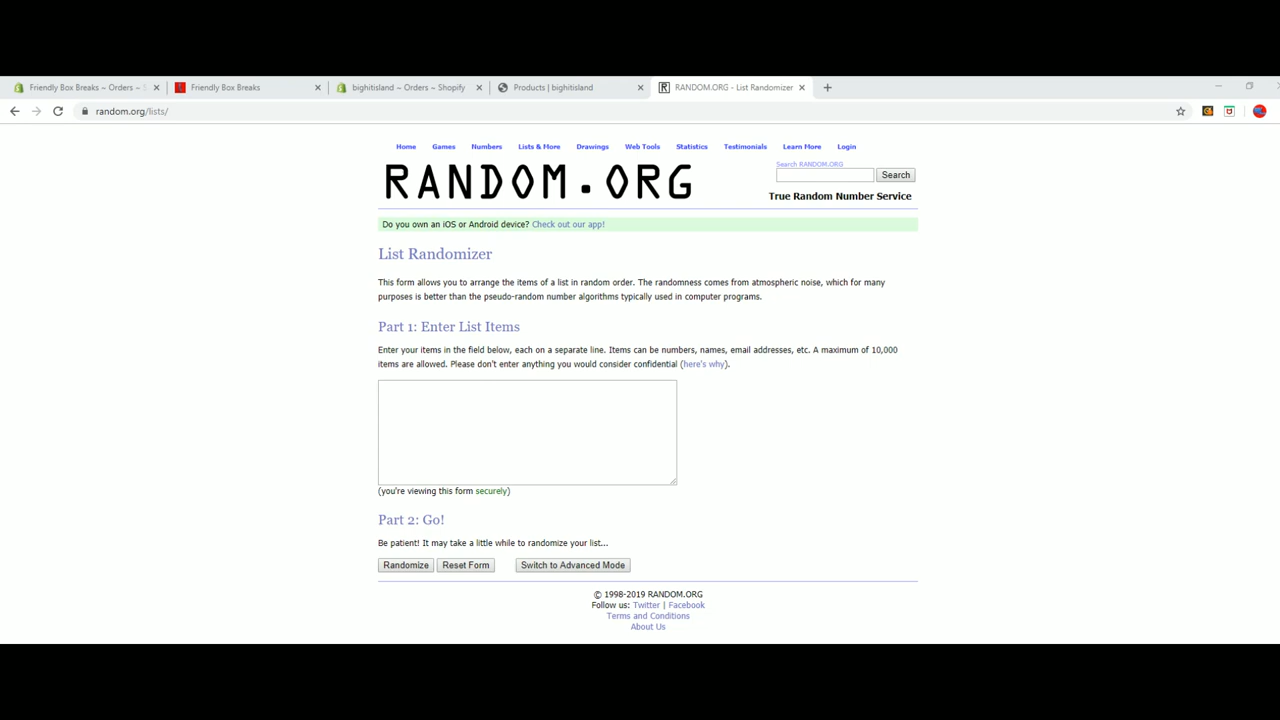 Friendly Box Breaks ~ Orders ~ S
Friendly Box Breaks
bighitisland ~ Orders ~ Shopify
Products | bighitisland
RANDOM.ORG - List Randomizer
random.org/lists/
Home Games Numbers Lists & More Drawings Web Tools Statistics Testimonials Learn More Login
Search RANDOM.ORG
RANDOM.ORG
Search
True Random Number Service
Do you own an iOS or Android device? Check out our app!
List Randomizer
This form allows you to arrange the items of a list in random order. The randomness comes from atmospheric noise, which for many
purposes is better than the pseudo-random number algorithms typically used in computer programs.
Part 1: Enter List Items
Enter your items in the field below, each on a separate line. Items can be numbers, names, email addresses, etc. A maximum of 10,000
items are allowed. Please don't enter anything you would consider confidential (here's why).
(you're viewing this form securely)
Part 2: Go!
Be patient! It may take a little while to randomize your list...
Randomize Reset Form Switch to Advanced Mode
© 1998-2019 RANDOM.ORG
Follow us: Twitter | Facebook
Terms and Conditions
About Us